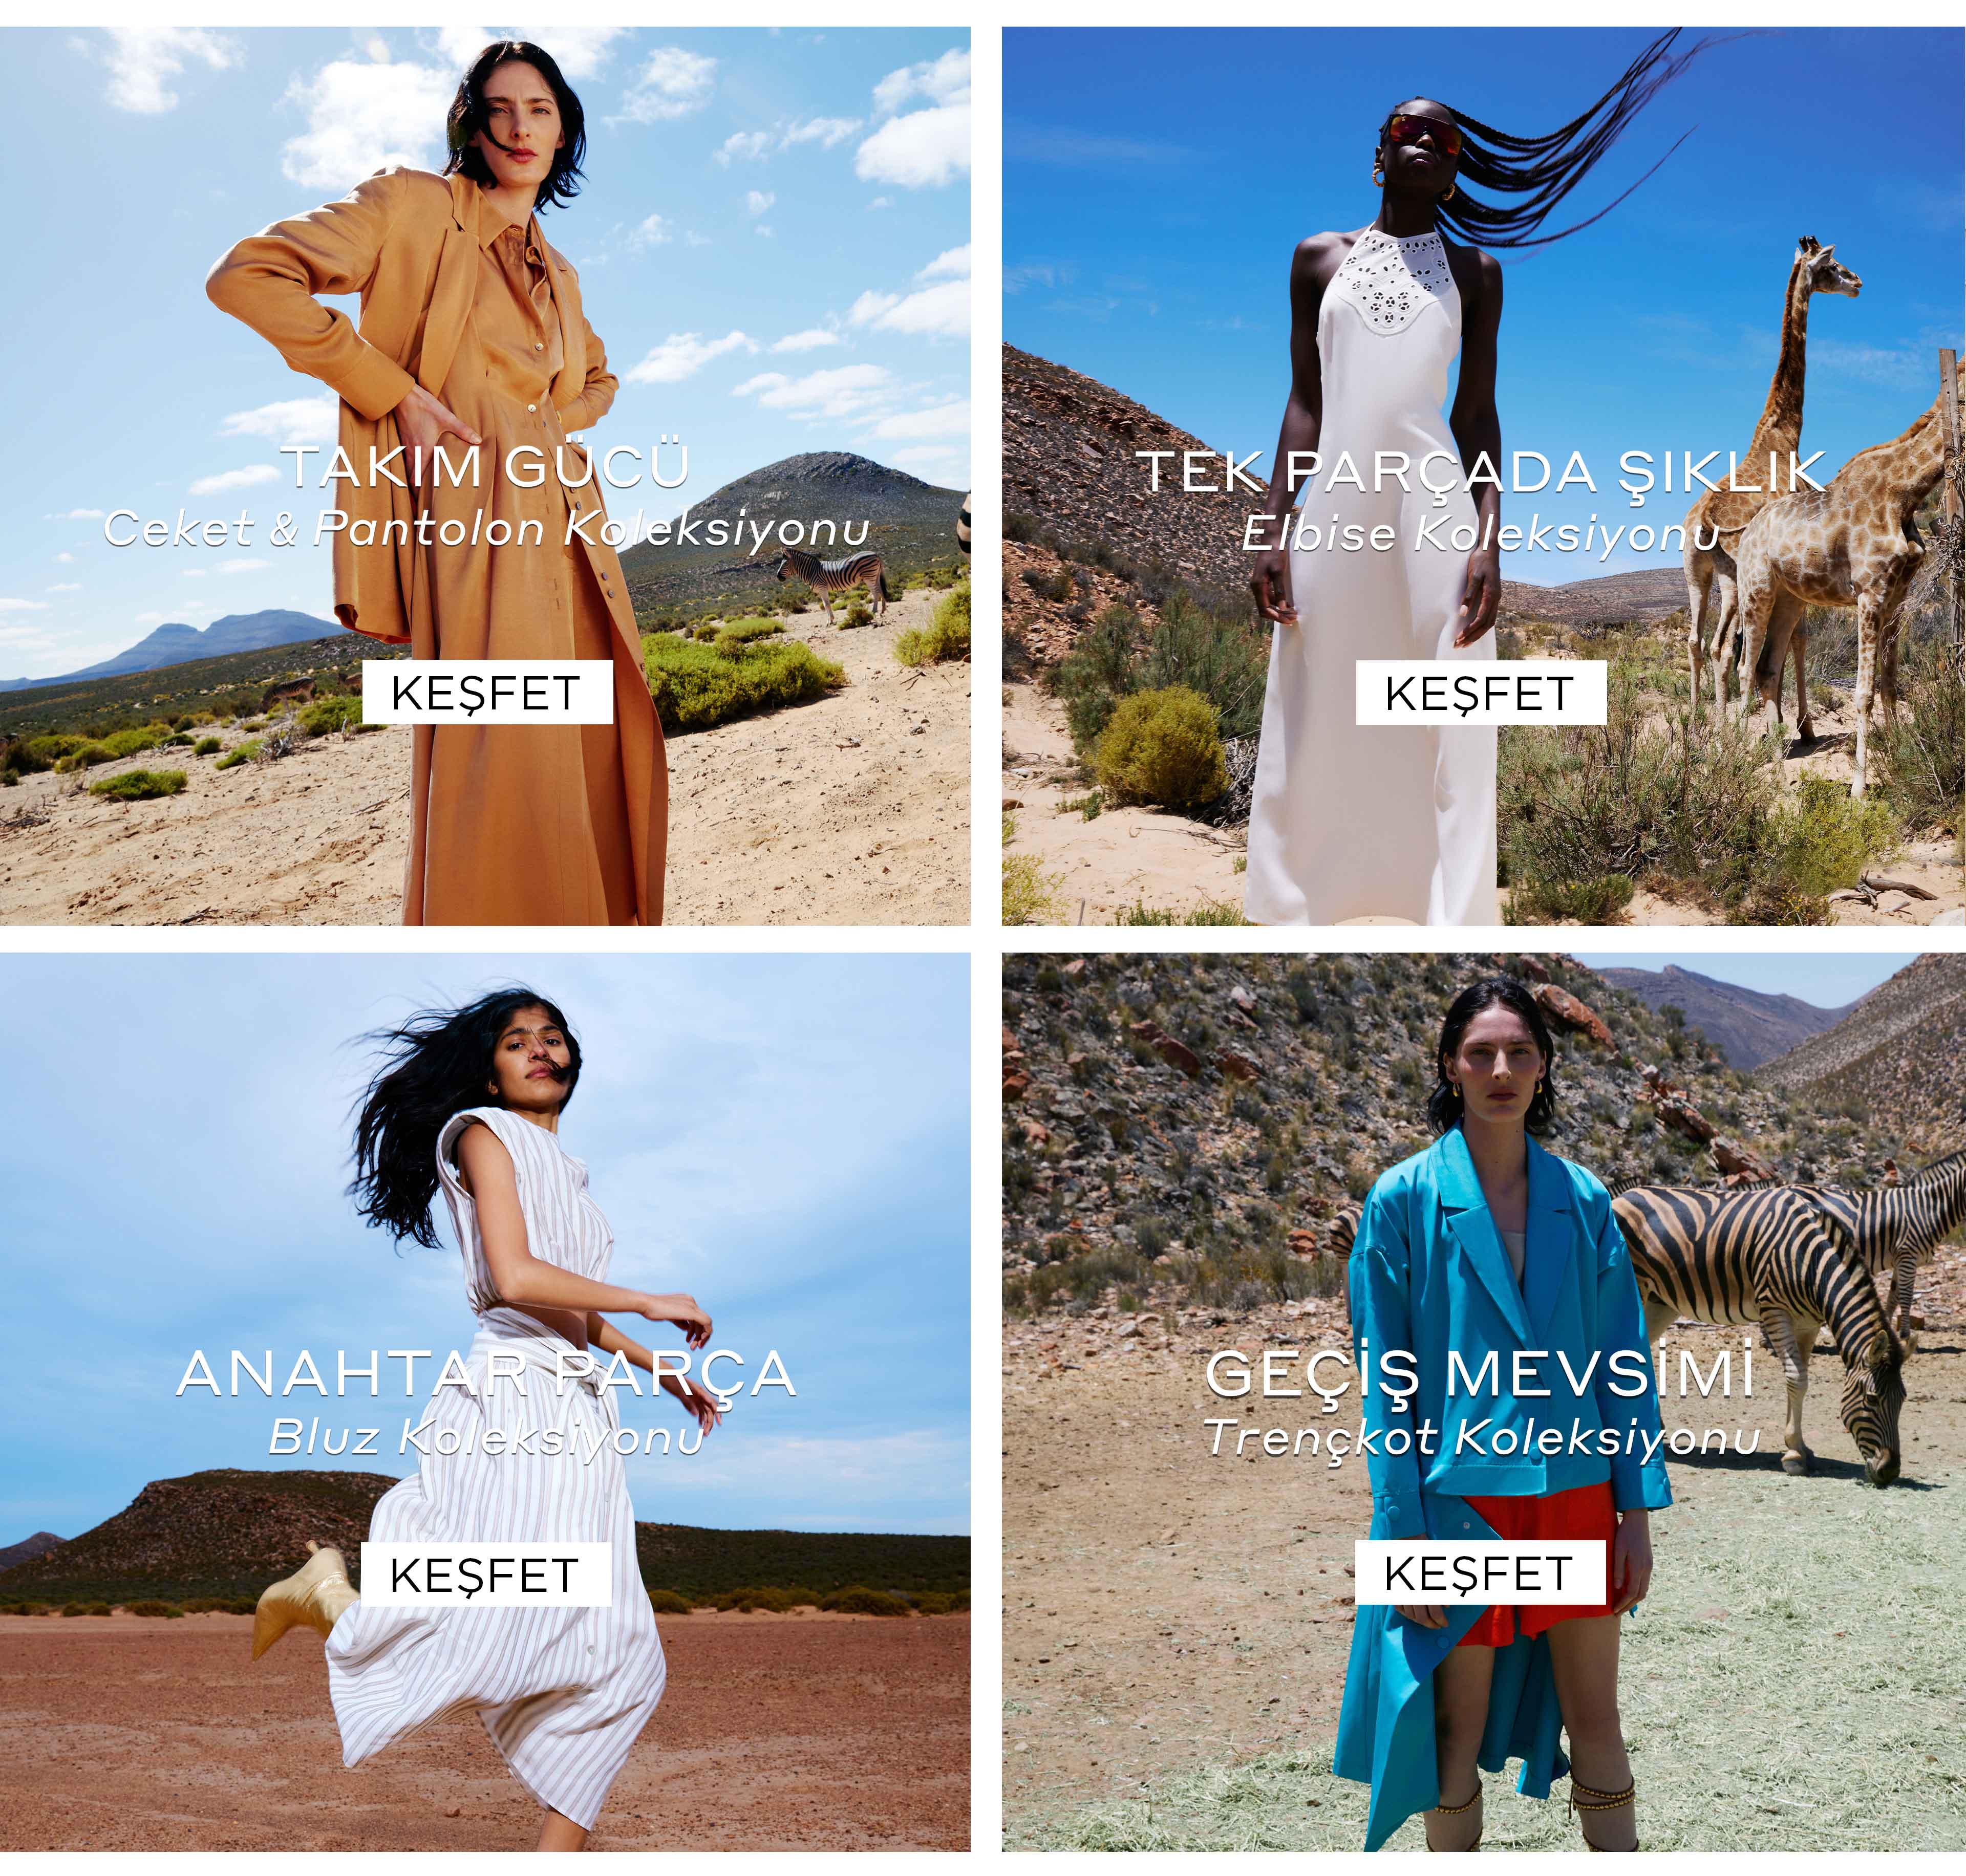 TAKIM GÜCÜ
Ceket & Pantolon Koleksiyonu
KEŞFET
TEK PARÇADA ŞIKLIK
Elbise Koleksiyonu
KEŞFET
ANAHTAR PARÇA
Bluz Koleksiyonu
KEŞFET
GEÇİŞ MEVSİMİ
Trençkot Koleksiyonu
KEŞFET